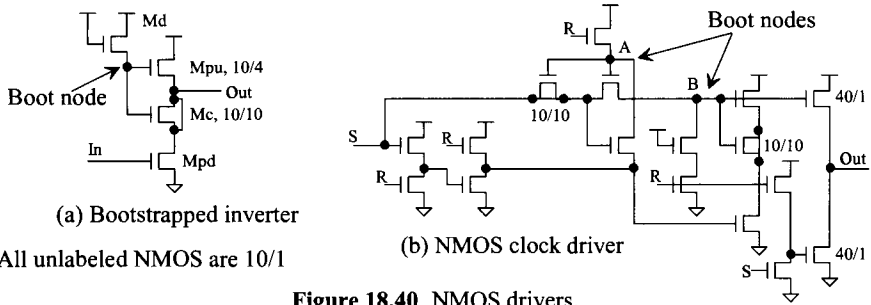 Md
Mpu, 10/4
Boot node
Out
Mc, 10/10
In
Mpd
(a) Bootstrapped inverter
All unlabeled NMOS are 10/1
R
A
Boot nodes
B
10/10
40/1
S
R
10/10
Out
R
R
(b) NMOS clock driver
40/1
S
Figure 18.40 NMOS drivers